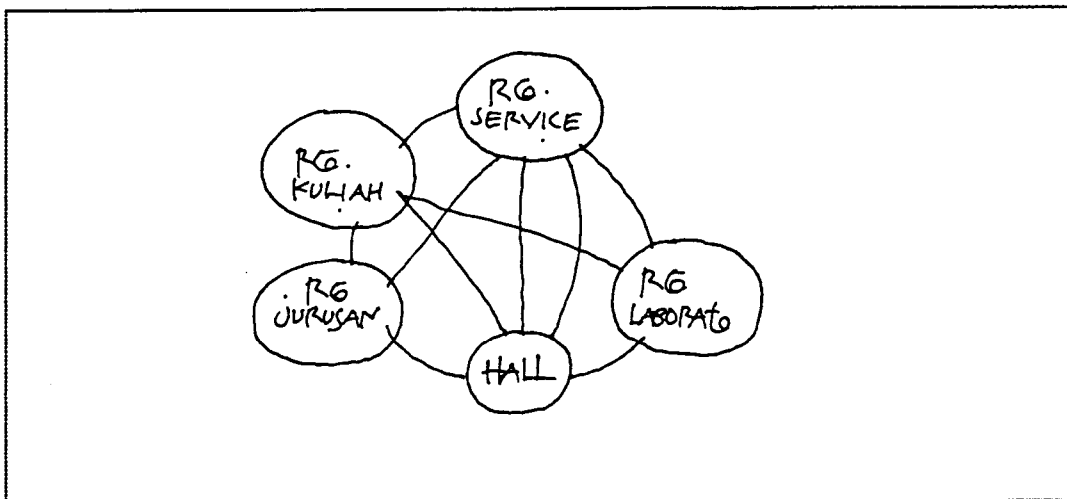 RG.
SERVICE
RG.
KULIAH
RG
JURUSAN
HALL
RG
LABORATO